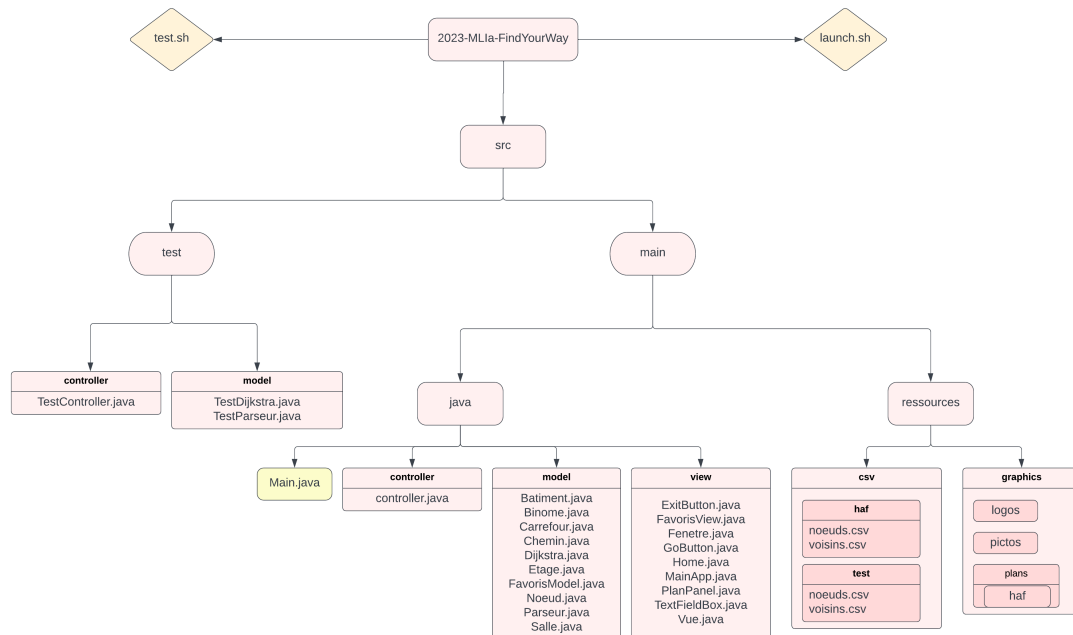 test.sh
2023-MLIa-FindYourWay
launch.sh
src
test
main
controller
TestController.java
model
TestDijkstra.java
TestParseur.java
java
ressources
Main.java
controller
controller.java
model
Batiment.java
Binome.java
Carrefour.java
Chemin.java
Dijkstra.java
Etage.java
FavorisModel.java
Noeud.java
Parseur.java
Salle.java
view
ExitButton.java
FavorisView.java
Fenetre.java
GoButton.java
Home.java
MainApp.java
PlanPanel.java
TextFieldBox.java
Vue.java
csv
haf
noeuds.csv
voisins.csv
test
noeuds.csv
voisins.csv
graphics
logos
pictos
plans
haf